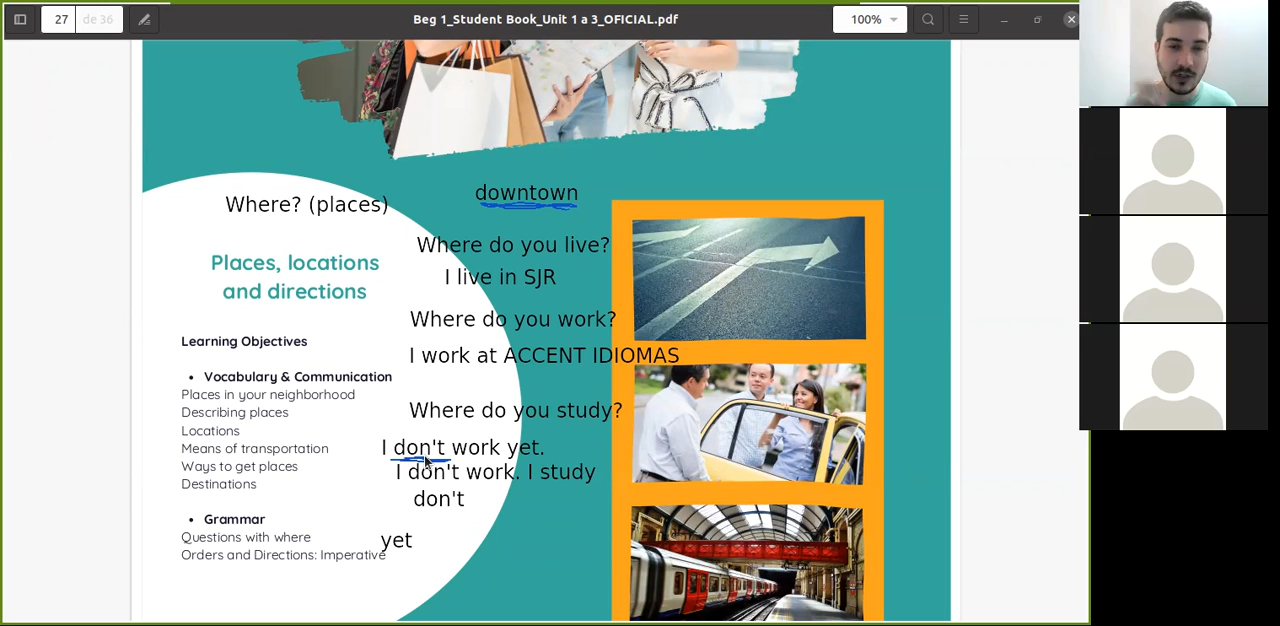 27
de 36
Beg 1_Student Book_Unit 1 a 3_OFICIAL.pdf
100%
Where? (places)
downtown
Where do you live?
I live in SJR
Places, locations
and directions
Where do you work?
I work at ACCENT IDIOMAS
Learning Objectives
• Vocabulary & Communication
Places in your neighborhood
Describing places
Locations
Means of transportation
Ways to get places
Destinations
Where do you study?
I don't work yet.
I don't work. I study
don't
yet
• Grammar
Questions with where
Orders and Directions: Imperative